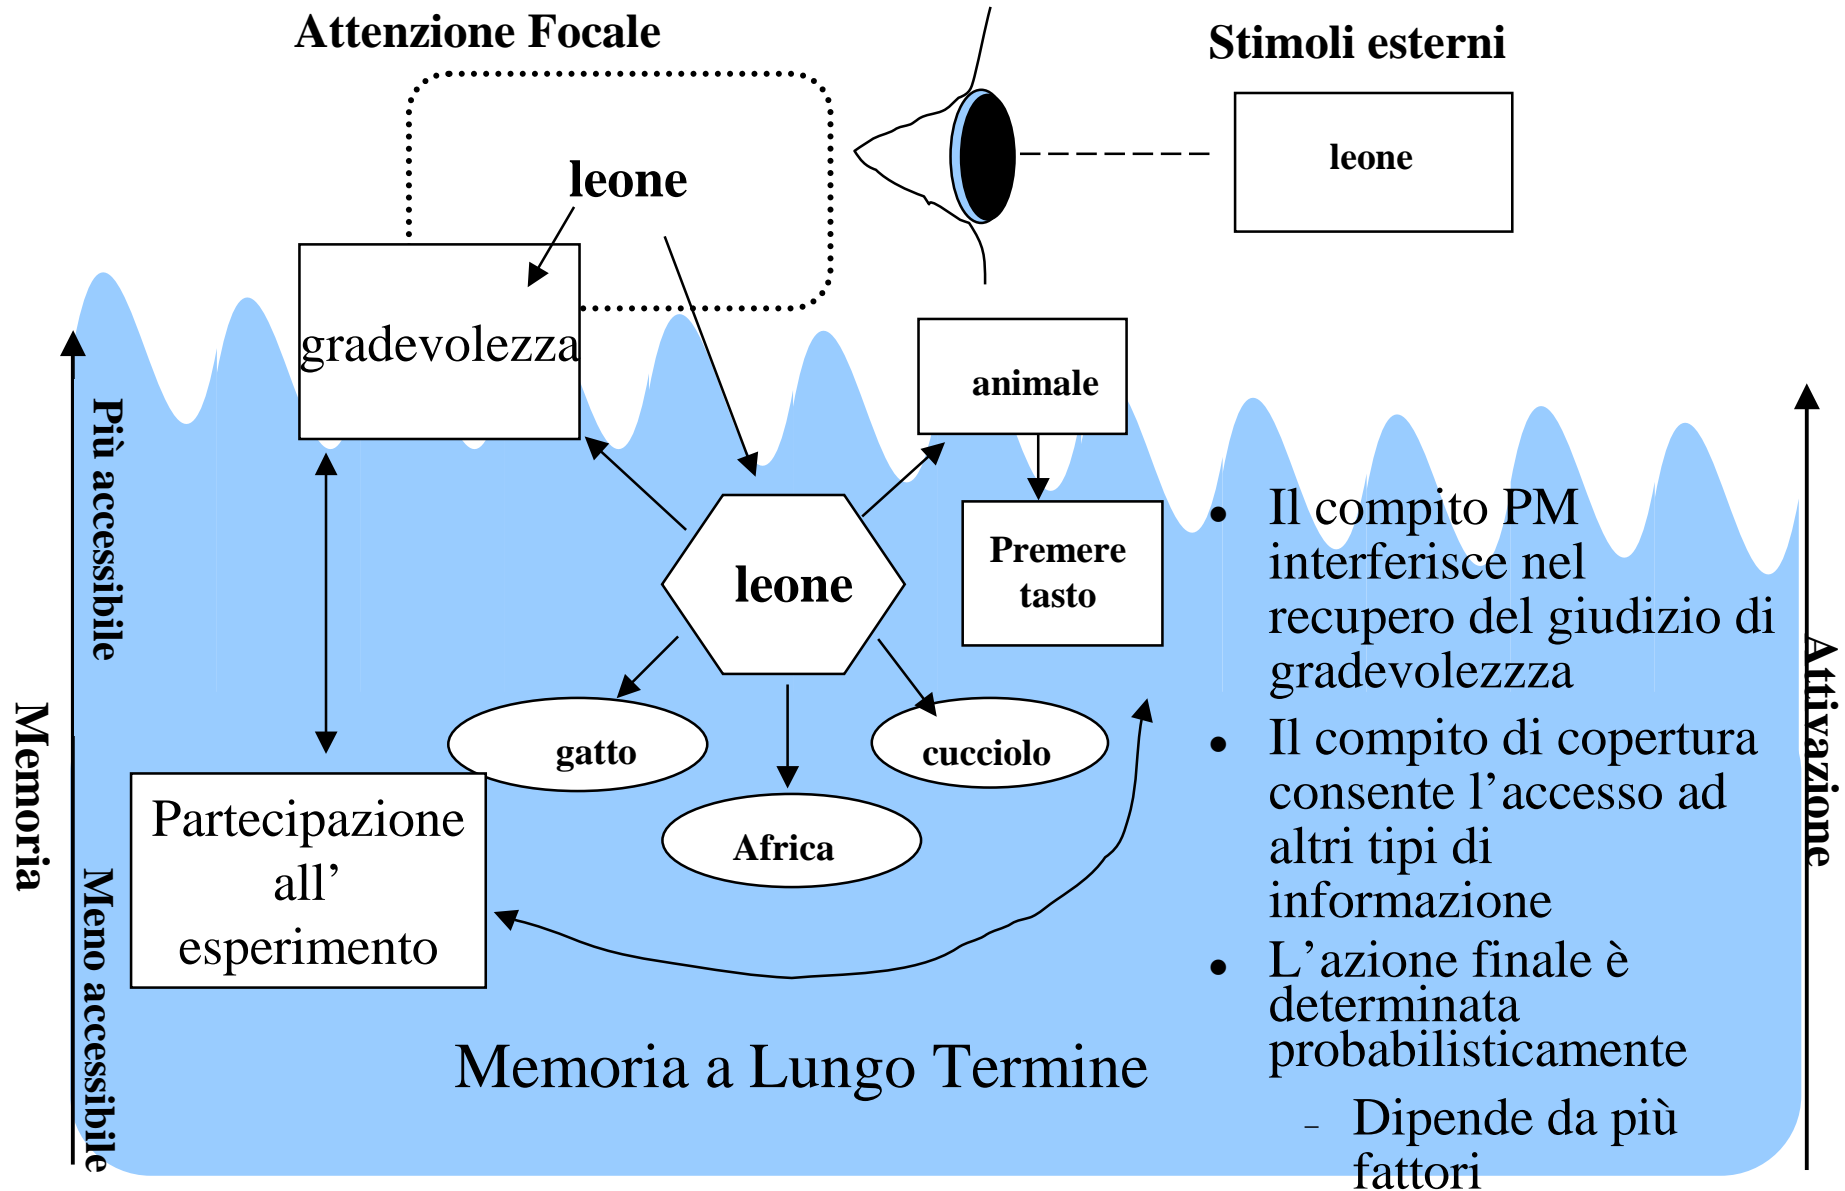 Attenzione Focale
Stimoli esterni
leone
leone
gradevolezza
animale
Più accessibile
leone
Premere
tasto
gatto
cucciolo
Africa
Memoria
Partecipazione
all’
esperimento
Meno accessibile
Memoria a Lungo Termine
• Il compito PM
interferisce nel
recupero del giudizio di
gradevolezzza
• Il compito di copertura
consente l’accesso ad
altri tipi di
informazione
• L’azione finale è
determinata
probabilisticamente
– Dipende da più
fattori
Attivazione